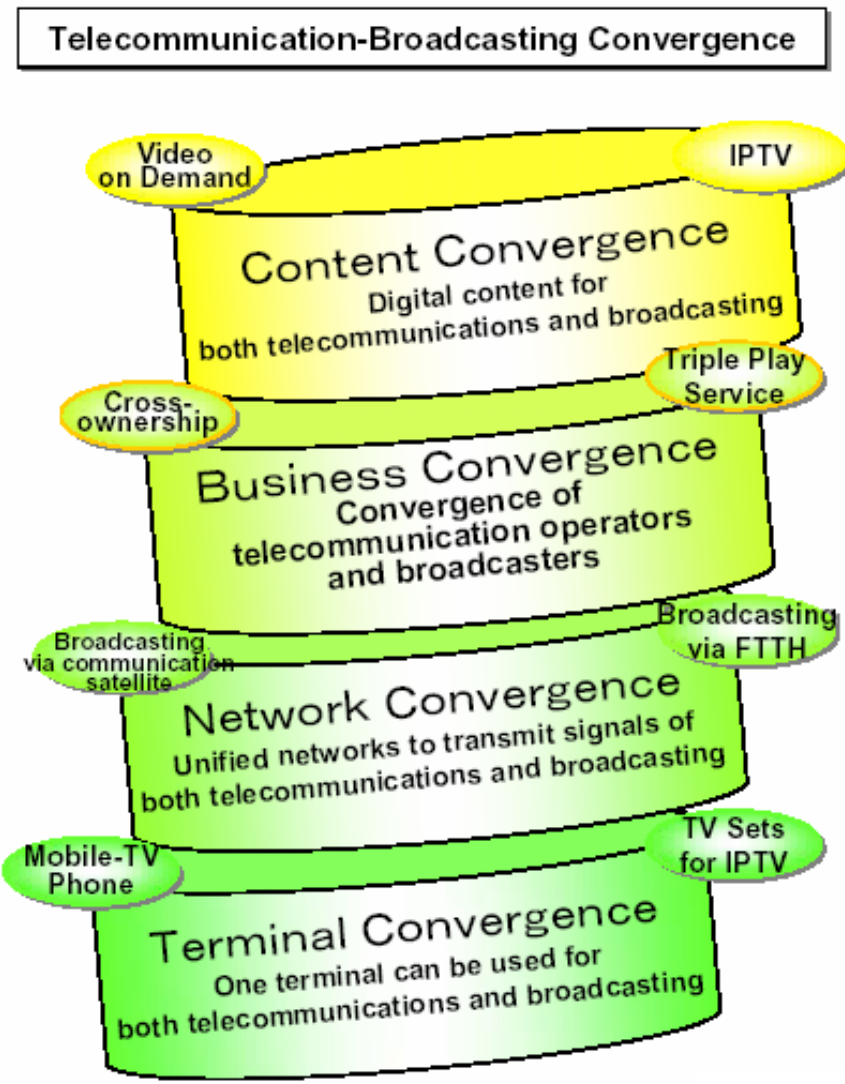 Telecommunication-Broadcasting Convergence
Video
on Demand
IPTV
Content Convergence
Digital content for
both telecommunications and broadcasting
Cross-
ownership
Triple Play
Service
Business Convergence
Convergence of
telecommunication operators
and broadcasters
Broadcasting
via communication
satellite
Broadcasting
via FTTH
Network Convergence
Unified networks to transmit signals of
both telecommunications and broadcasting
Mobile-TV
Phone
TV Sets
for IPTV
Terminal Convergence
One terminal can be used for
both telecommunications and broadcasting